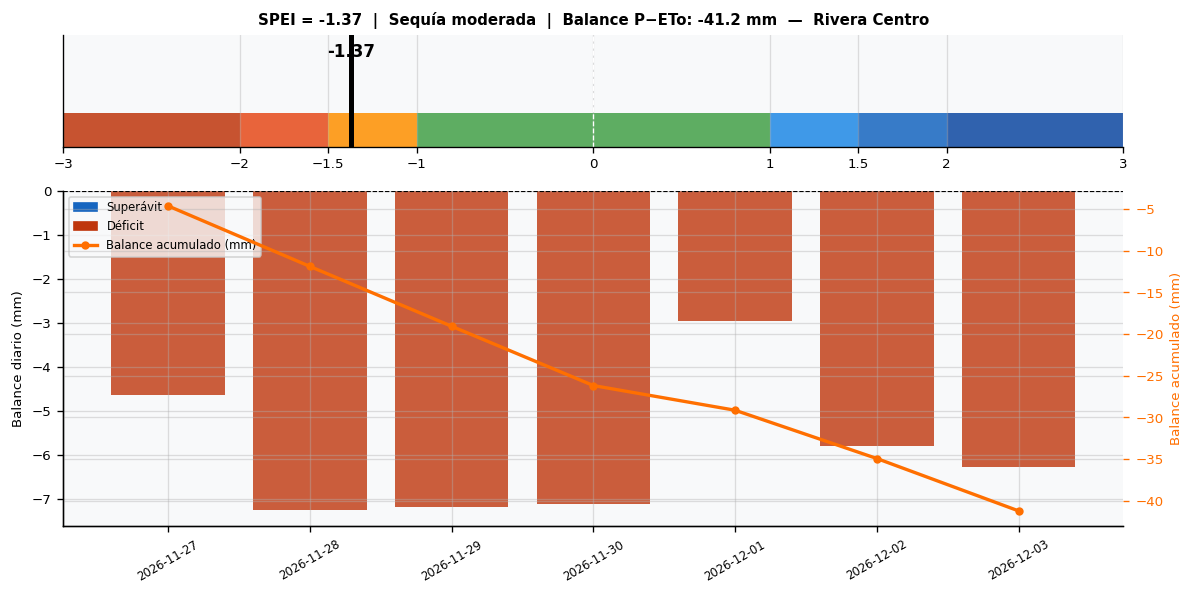 SPEI = -1.37 | Sequía moderada | Balance P−ETo: -41.2 mm — Rivera Centro
-1.37
−3 −2 −1.5 −1 0 1 1.5 2 3
Superávit
Déficit
Balance acumulado (mm)
Balance diario (mm)
0
−1
−2
−3
−4
−5
−6
−7
−5
−10
−15
−20
−25
−30
−35
−40
Balance acumulado (mm)
2026-11-27 2026-11-28 2026-11-29 2026-11-30 2026-12-01 2026-12-02 2026-12-03